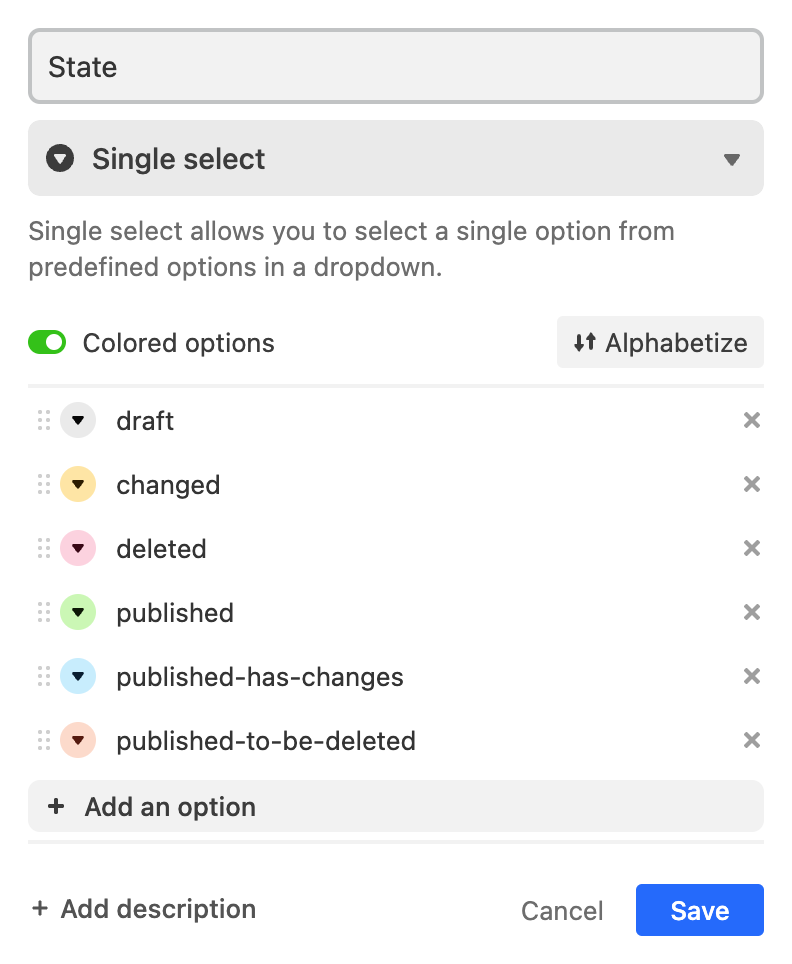 State
Single select
Single select allows you to select a single option from
predefined options in a dropdown.
Colored options
Alphabetize
draft
changed
deleted
published
published-has-changes
published-to-be-deleted
+ Add an option
+ Add description
Cancel
Save